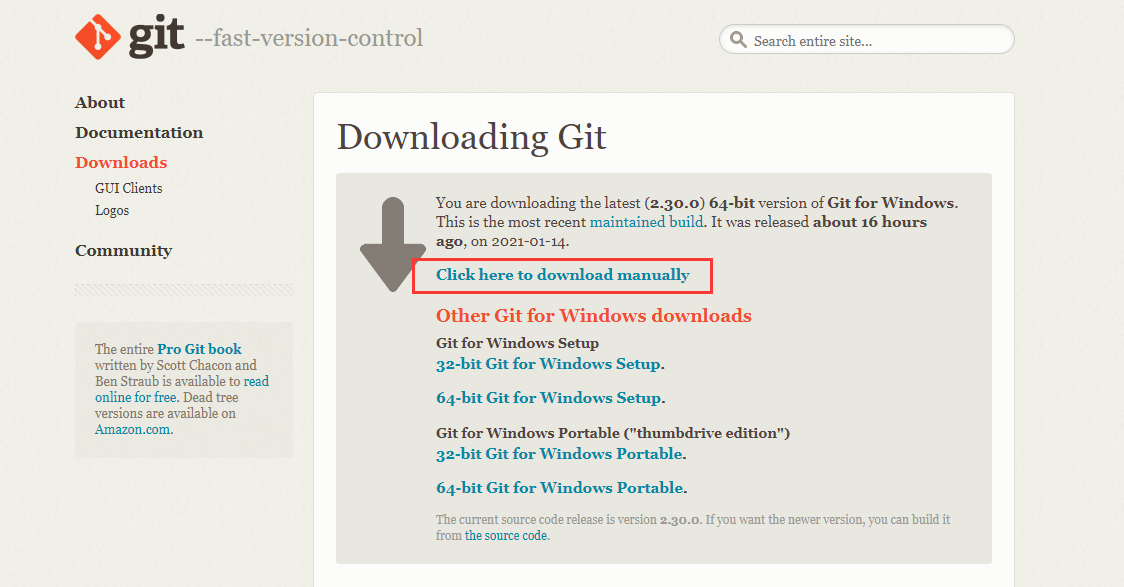 git --fast-version-control
Search entire site...
About
Documentation
Downloads
GUI Clients
Logos
Community
The entire Pro Git book
written by Scott Chacon and
Ben Straub is available to read
online for free. Dead tree
versions are available on
Amazon.com.
Downloading Git
You are downloading the latest (2.30.0) 64-bit version of Git for Windows.
This is the most recent maintained build. It was released about 16 hours
ago, on 2021-01-14.
Click here to download manually
Other Git for Windows downloads
Git for Windows Setup
32-bit Git for Windows Setup.
64-bit Git for Windows Setup.
Git for Windows Portable ("thumbdrive edition")
32-bit Git for Windows Portable.
64-bit Git for Windows Portable.
The current source code release is version 2.30.0. If you want the newer version, you can build it
from the source code.